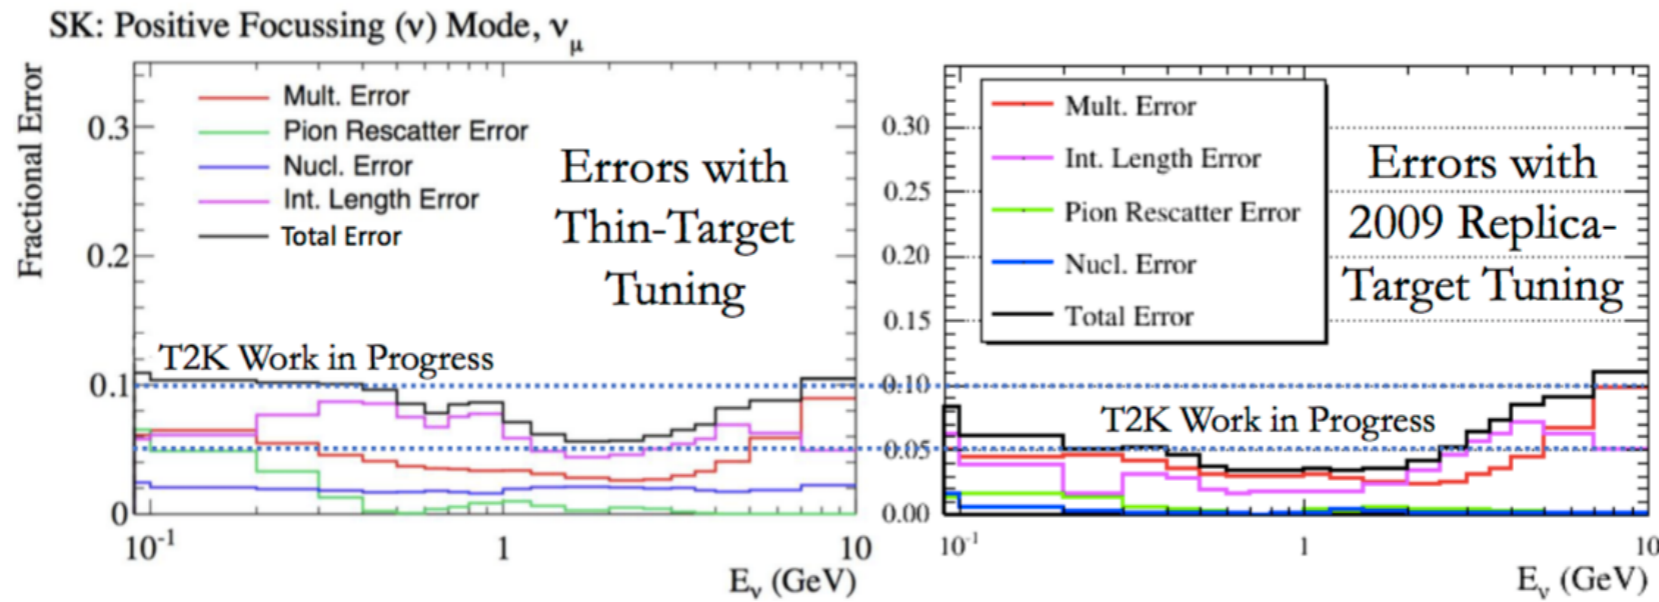 SK: Positive Focussing (ν) Mode, νμ
Fractional Error
0.3
0.2
0.1
0
Mult. Error
Pion Rescatter Error
Nucl. Error
Int. Length Error
Total Error
Errors with
Thin-Target
Tuning
T2K Work in Progress
10⁻¹
1
10
Eν (GeV)
0.30
0.25
0.20
0.15
0.10
0.05
0.00
Mult. Error
Int. Length Error
Pion Rescatter Error
Nucl. Error
Total Error
Errors with
2009 Replica-
Target Tuning
T2K Work in Progress
10⁻¹
1
10
Eν (GeV)